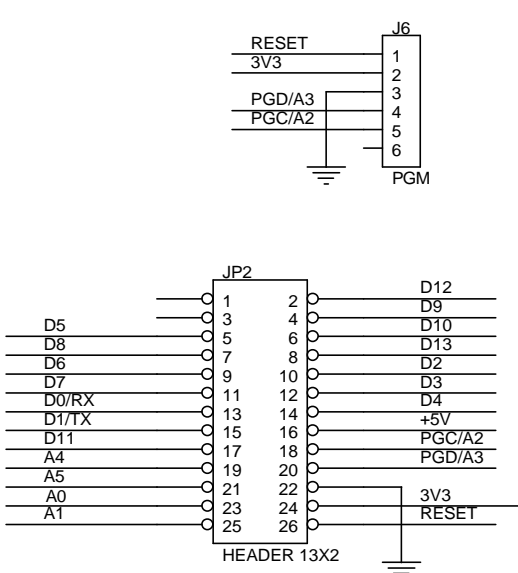 J6
RESET 1
3V3 2
3
PGD/A3 4
PGC/A2 5
6
PGM
JP2
1 2 D12
3 4 D9
D5 5 6 D10
D8 7 8 D13
D6 9 10 D2
D7 11 12 D3
D0/RX 13 14 D4
D1/TX 15 16 +5V
D11 17 18 PGC/A2
A4 19 20 PGD/A3
A5 21 22
A0 23 24 3V3
A1 25 26 RESET
HEADER 13X2